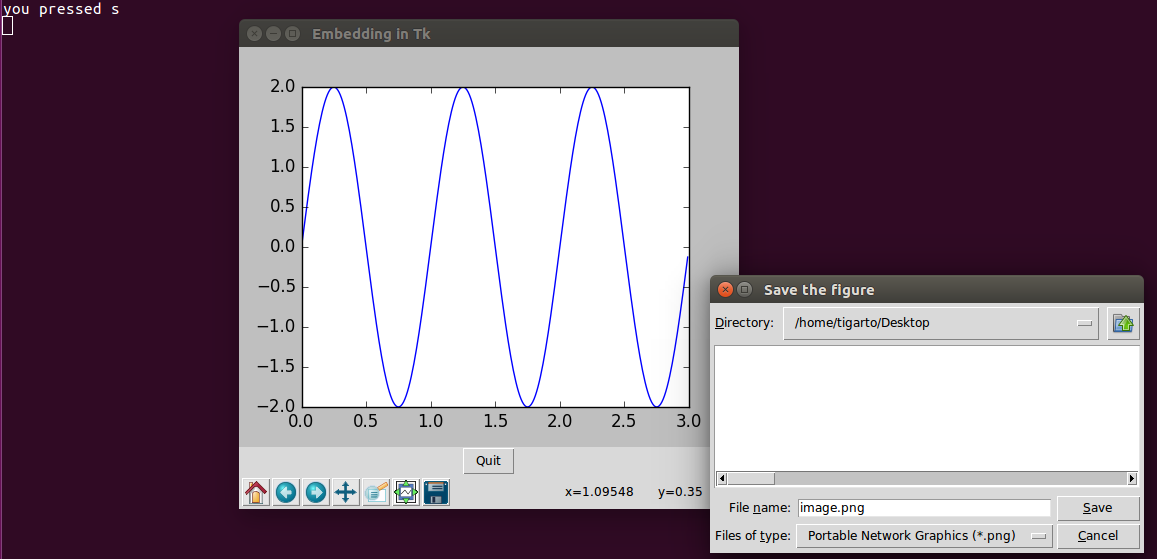 you pressed s
Embedding in Tk
2.0
1.5
1.0
0.5
0.0
−0.5
−1.0
−1.5
−2.0
0.0 0.5 1.0 1.5 2.0 2.5 3.0
Quit
x=1.09548 y=0.35
Save the figure
Directory: /home/tigarto/Desktop
File name: image.png Save
Files of type: Portable Network Graphics (*.png) Cancel